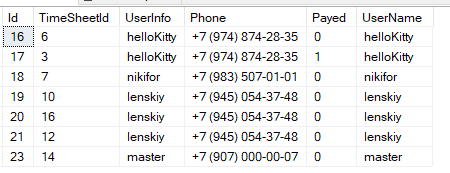 Id TimeSheetId UserInfo Phone Payed UserName
16 6 helloKitty +7 (974) 874-28-35 0 helloKitty
17 3 helloKitty +7 (974) 874-28-35 1 helloKitty
18 7 nikifor +7 (983) 507-01-01 0 nikifor
19 10 lenskiy +7 (945) 054-37-48 0 lenskiy
20 16 lenskiy +7 (945) 054-37-48 0 lenskiy
21 12 lenskiy +7 (945) 054-37-48 0 lenskiy
23 14 master +7 (907) 000-00-07 0 master